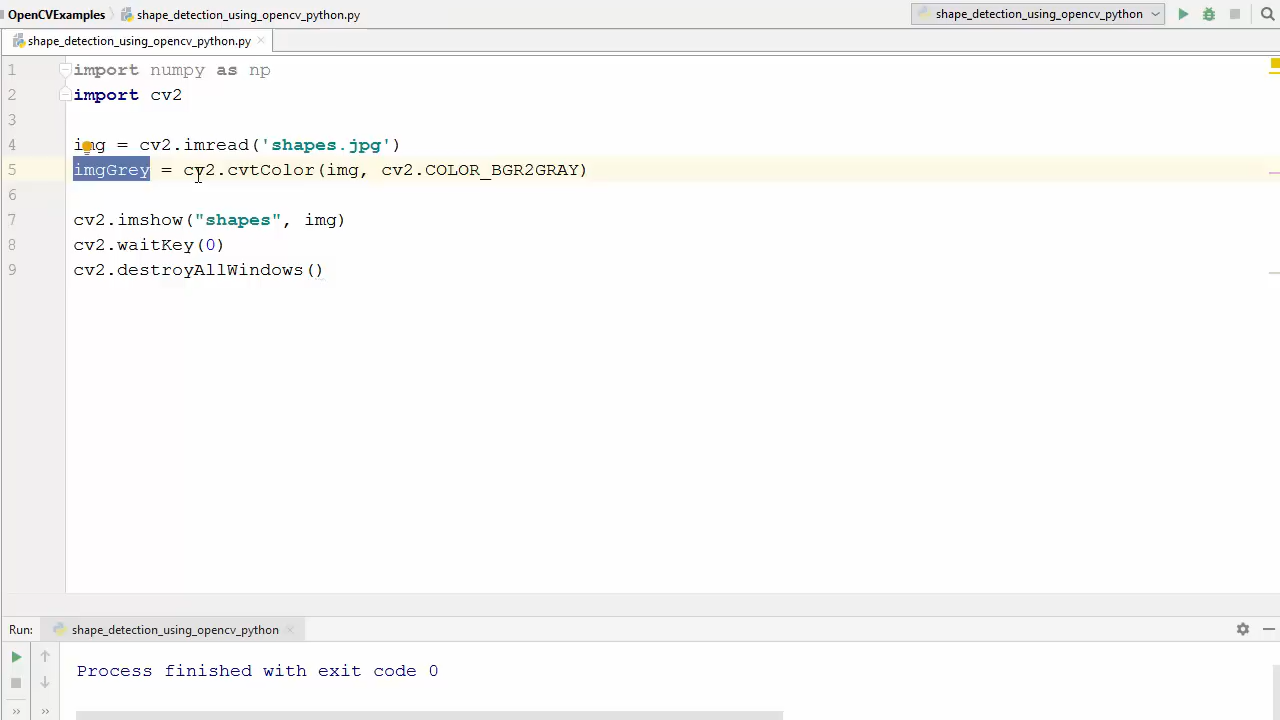 OpenCVExamples shape_detection_using_opencv_python.py shape_detection_using_opencv_python
shape_detection_using_opencv_python.py
1 import numpy as np
2 import cv2
3
4 img = cv2.imread('shapes.jpg')
5 imgGrey = cv2.cvtColor(img, cv2.COLOR_BGR2GRAY)
6
7 cv2.imshow("shapes", img)
8 cv2.waitKey(0)
9 cv2.destroyAllWindows()
Run: shape_detection_using_opencv_python
Process finished with exit code 0